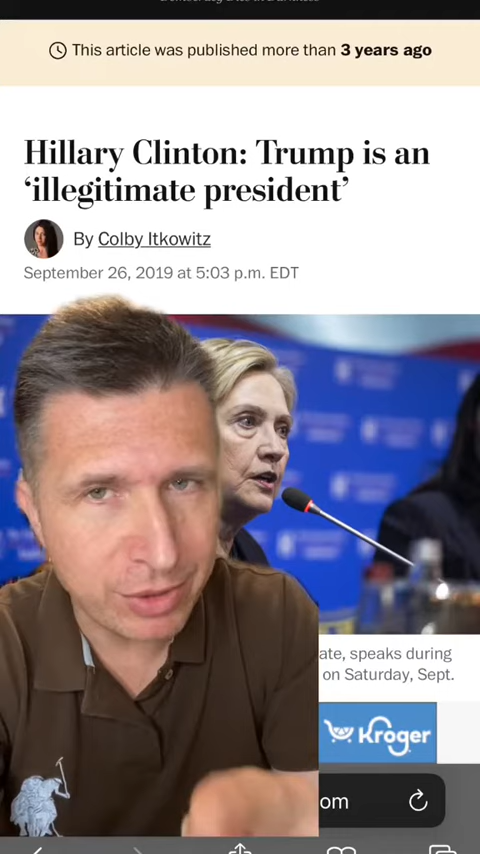 This article was published more than 3 years ago
Hillary Clinton: Trump is an
‘illegitimate president’
By Colby Itkowitz
September 26, 2019 at 5:03 p.m. EDT
ate, speaks during
on Saturday, Sept.
Kroger
om